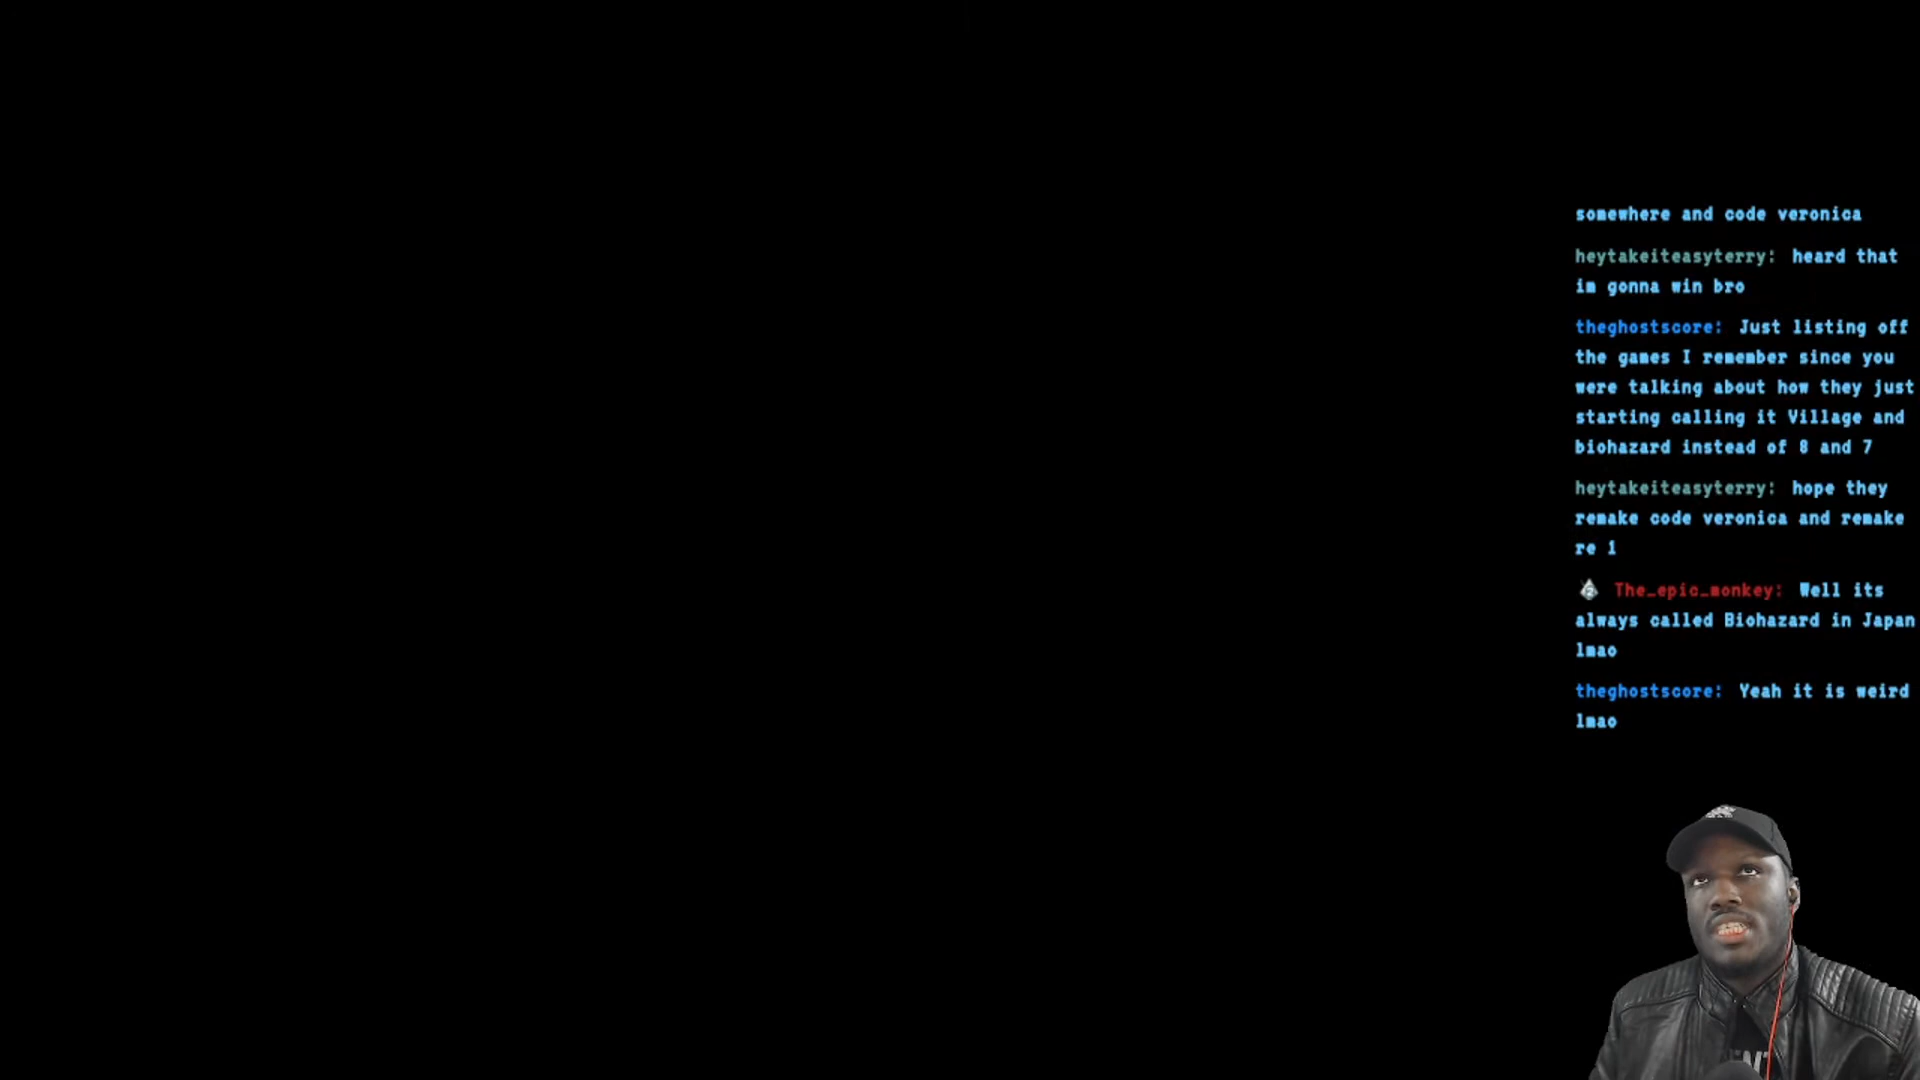 somewhere and code veronica
heytakeiteasyterry: heard that
im gonna win bro
theghostscore: Just listing off
the games I remember since you
were talking about how they just
starting calling it Village and
biohazard instead of 8 and 7
heytakeiteasyterry: hope they
remake code veronica and remake
re 1
The_epic_monkey: Well its
always called Biohazard in Japan
lmao
theghostscore: Yeah it is weird
lmao